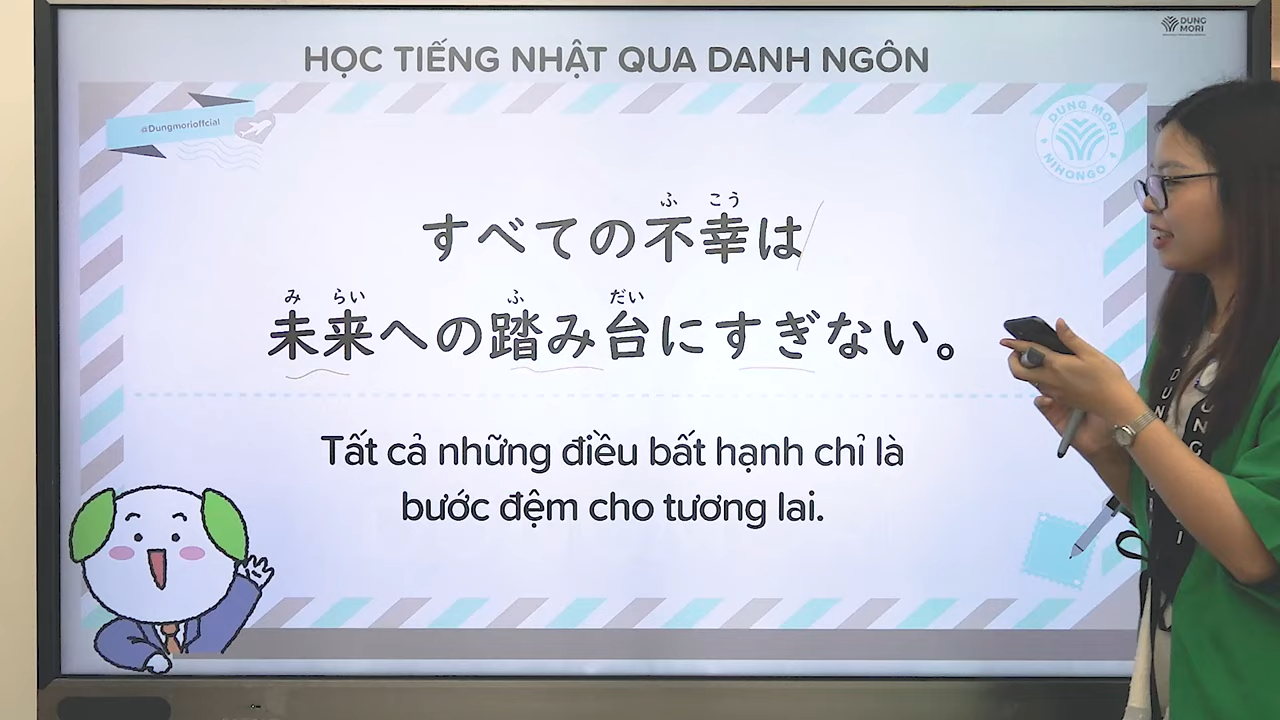 DUNG
MORI
HỌC TIẾNG NHẬT QUA DANH NGÔN
@Dungmorioffcial
DUNG MORI
NIHONGO
ふ こう
すべての不幸は
み らい ふ だい
未来への踏み台にすぎない。
Tất cả những điều bất hạnh chỉ là
bước đệm cho tương lai.